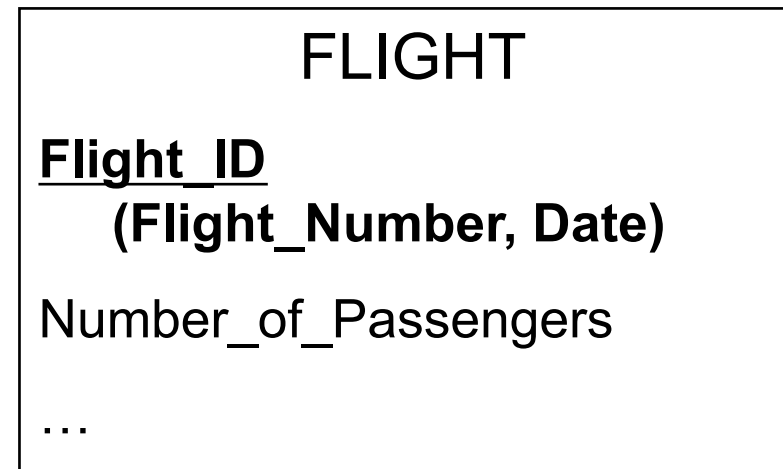 FLIGHT
Flight_ID
(Flight_Number, Date)
Number_of_Passengers
…